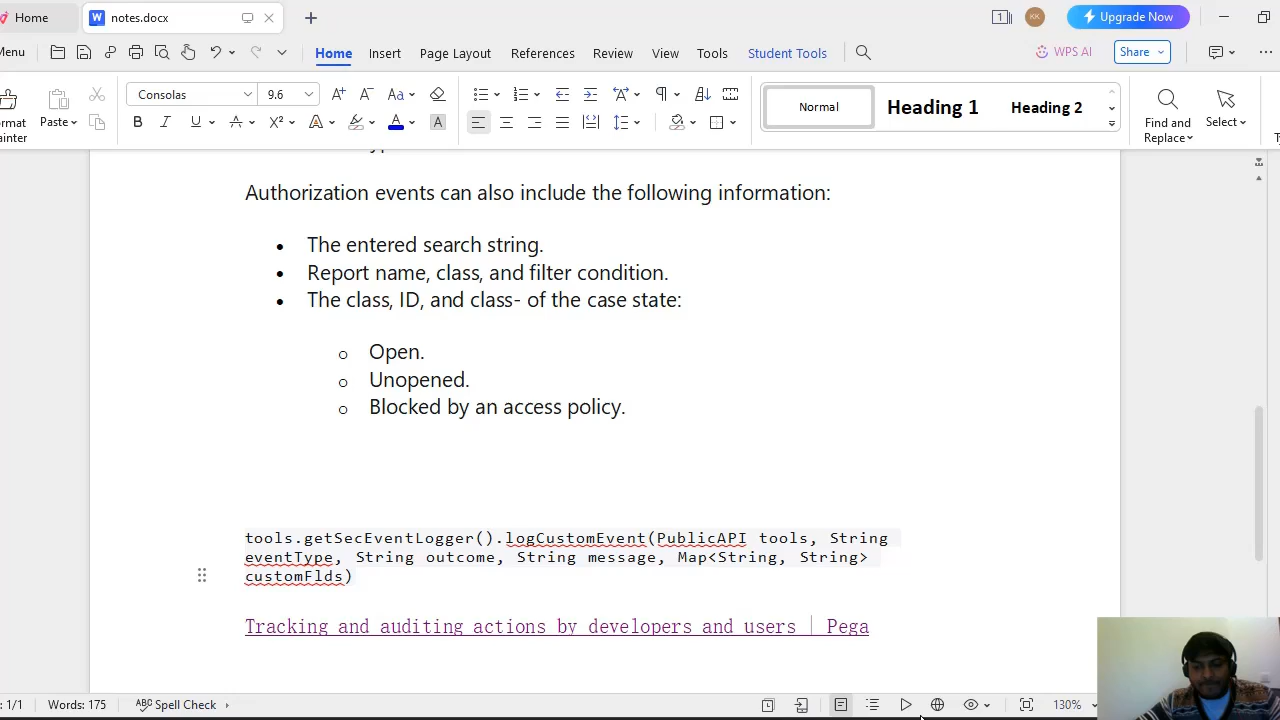 Home
notes.docx
1
KK
Upgrade Now
Menu
Home
Insert
Page Layout
References
Review
View
Tools
Student Tools
WPS AI
Share
Consolas
9.6
Paste
Normal
Heading 1
Heading 2
Find and
Replace
Select
Authorization events can also include the following information:
The entered search string.
Report name, class, and filter condition.
The class, ID, and class- of the case state:
Open.
Unopened.
Blocked by an access policy.
tools.getSecEventLogger().logCustomEvent(PublicAPI tools, String
eventType, String outcome, String message, Map<String, String>
customFlds)
Tracking and auditing actions by developers and users | Pega
: 1/1
Words: 175
Spell Check
130%